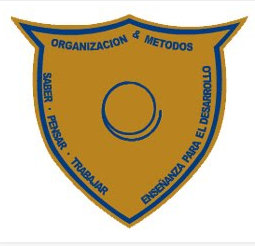 ORGANIZACION & METODOS
SABER · PENSAR · TRABAJAR
ENSEÑANZA PARA EL DESARROLLO